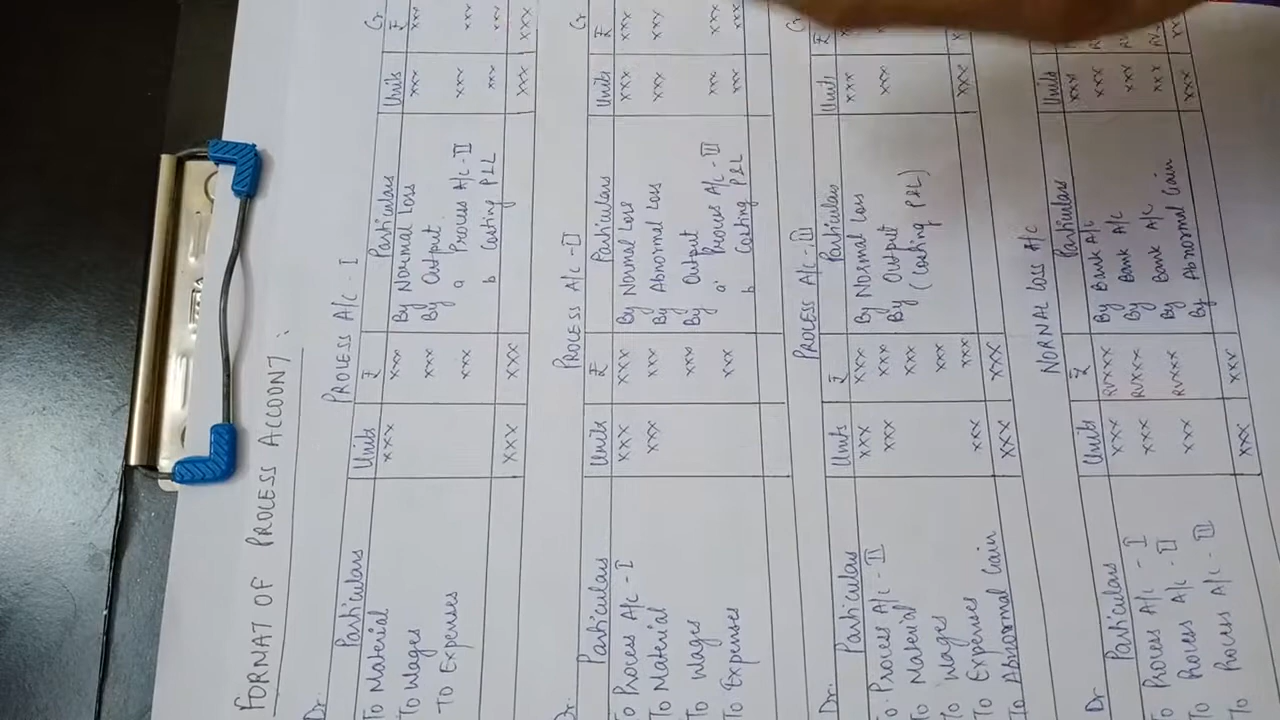 FORMAT OF PROCESS ACCOUNT :
PROCESS A/C - I
Dr. Cr
Particulars Units ₹ Particulars Units ₹
To Material xxx xxx By Normal Loss xxx xxx
To Wages xxx By Output
To Expenses xxx a Process A/c - II xxx xxx
b Costing P&L xxx xxx
xxx xxx xxx xxx
PROCESS A/C - II
Dr. Cr
Particulars Units ₹ Particulars Units ₹
To Process A/c - I xxx xxx By Normal Loss xxx xxx
To Material xxx xxx By Abnormal Loss xxx xxx
To Wages xxx By Output
To Expenses xxx a Process A/c - III xxx xxx
b Costing P&L xxx xxx
PROCESS A/C - III
Dr.
Particulars Units ₹ Particulars Units ₹
To Process A/c - II xxx xxx By Normal Loss xxx
To Material xxx xxx By Output xxx
To Wages xxx (Costing P&L)
To Expenses xxx
To Abnormal Gain xxx xxx
xxx xxx xxx
NORMAL LOSS A/C
Dr
Particulars Units ₹ Particulars Units
To Process A/c - I xxx RVxxx By Bank A/c xxx
To Process A/c - II xxx RVxxx By Bank A/c xxx
To Process A/c - III xxx RVxxx By Bank A/c xxx
By Abnormal Gain xxx
xxx xxx xxx